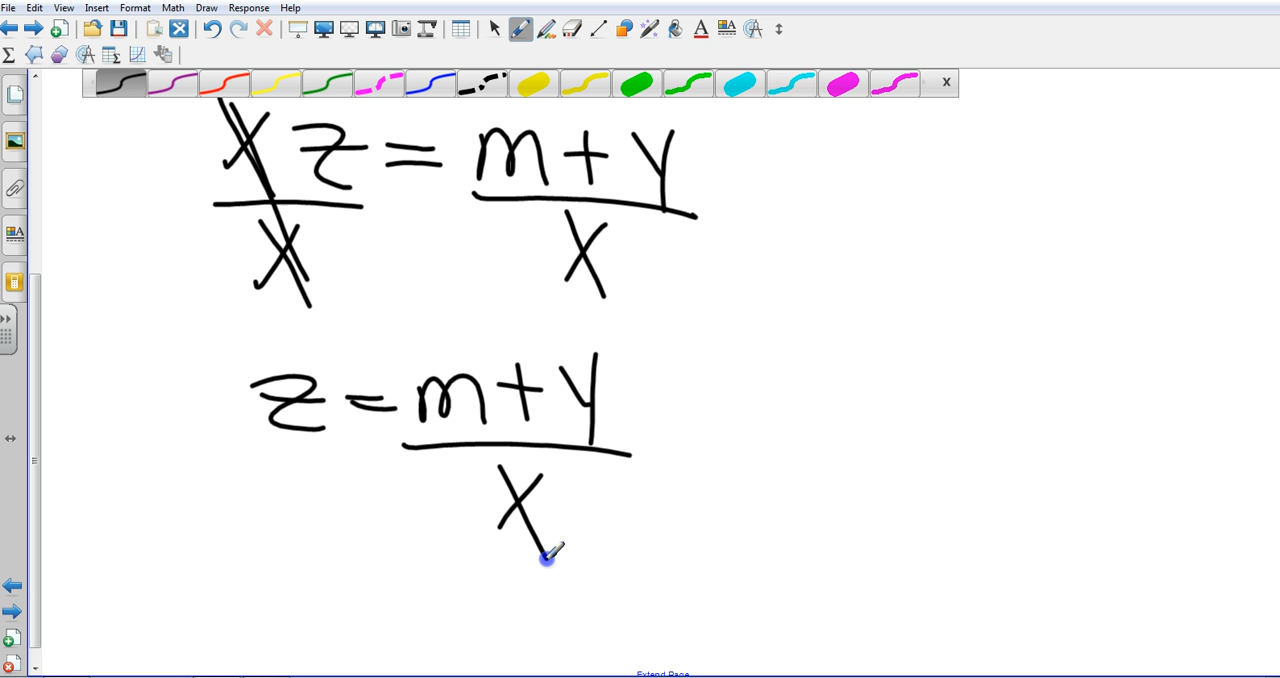 File Edit View Insert Format Math Draw Response Help
X
xz = m + y
x x
z = m + y
x
Extend Page